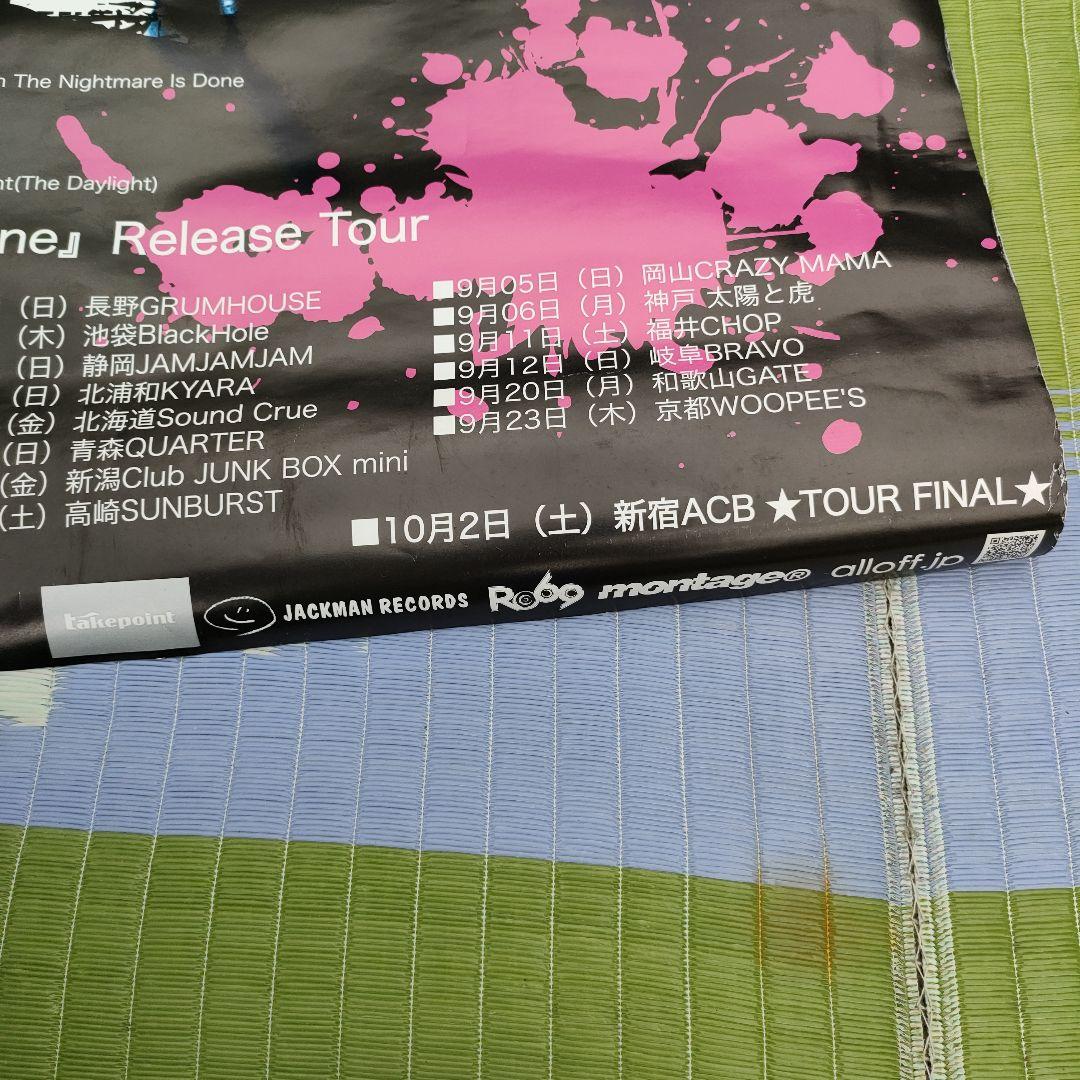 The Nightmare Is Done
(The Daylight)
』 Release Tour
（日）長野GRUMHOUSE
（木）池袋BlackHole
（日）静岡JAMJAMJAM
（日）北浦和KYARA
（金）北海道Sound Crue
（日）青森QUARTER
（金）新潟Club JUNK BOX mini
（土）高崎SUNBURST
■9月05日（日）岡山CRAZY MAMA
■9月06日（月）神戸 太陽と虎
■9月11日（土）福井CHOP
■9月12日（日）岐阜BRAVO
■9月20日（月）和歌山GATE
■9月23日（木）京都WOOPEE'S
■10月2日（土）新宿ACB ★TOUR FINAL★
takepoint
JACKMAN RECORDS
Ro69
montage®
alloff.jp